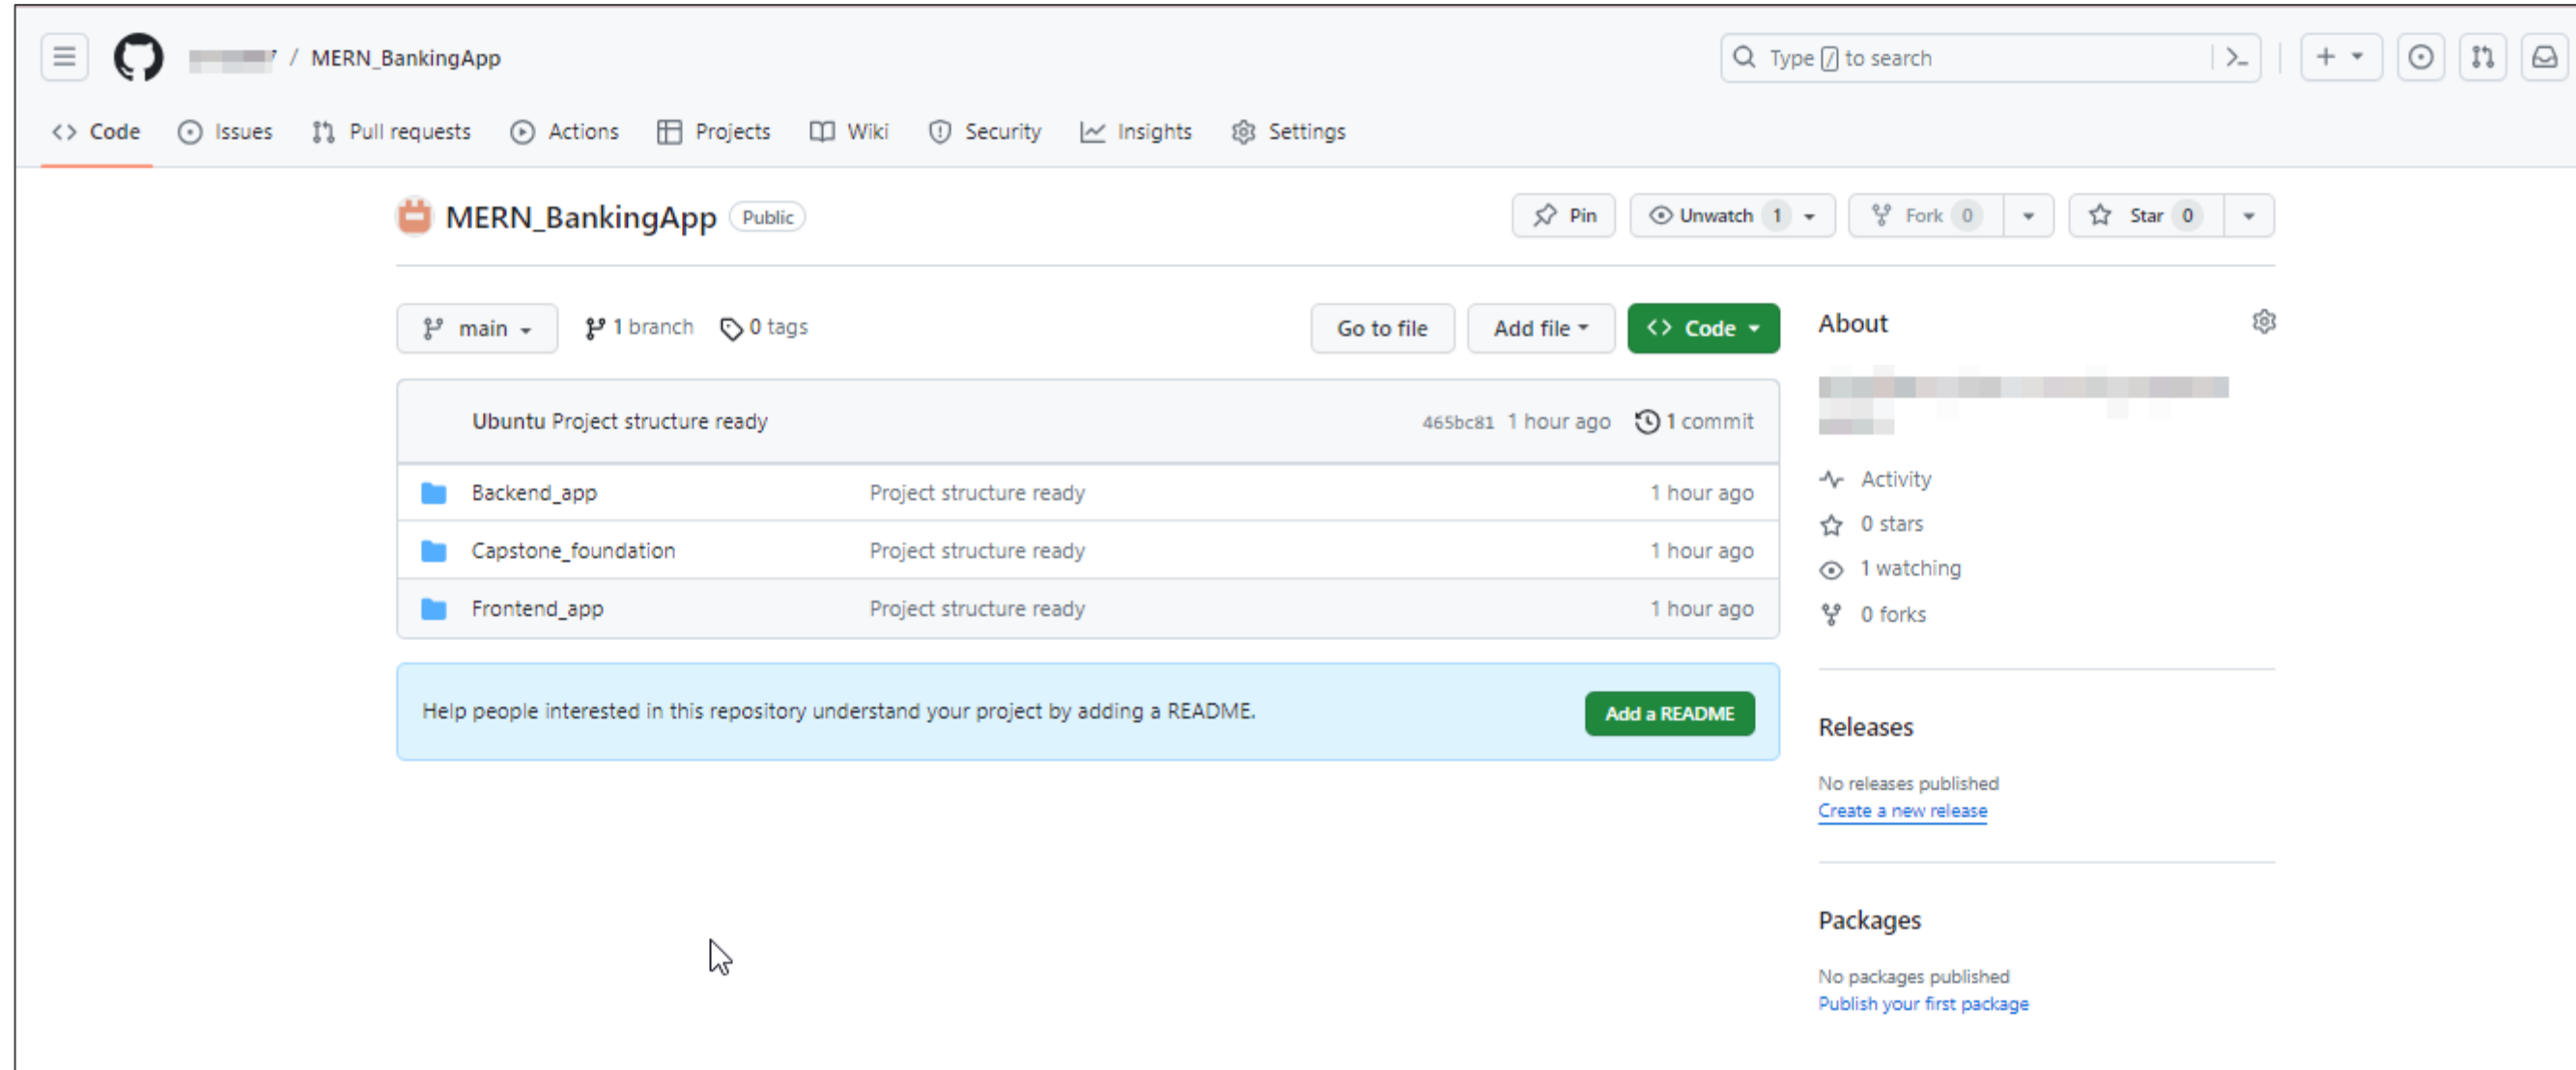 / MERN_BankingApp
Type / to search
Code Issues Pull requests Actions Projects Wiki Security Insights Settings
MERN_BankingApp Public
Pin Unwatch 1 Fork 0 Star 0
main 1 branch 0 tags Go to file Add file <> Code
Ubuntu Project structure ready 465bc81 1 hour ago 1 commit
Backend_app Project structure ready 1 hour ago
Capstone_foundation Project structure ready 1 hour ago
Frontend_app Project structure ready 1 hour ago
Help people interested in this repository understand your project by adding a README. Add a README
About
Activity
0 stars
1 watching
0 forks
Releases
No releases published
Create a new release
Packages
No packages published
Publish your first package